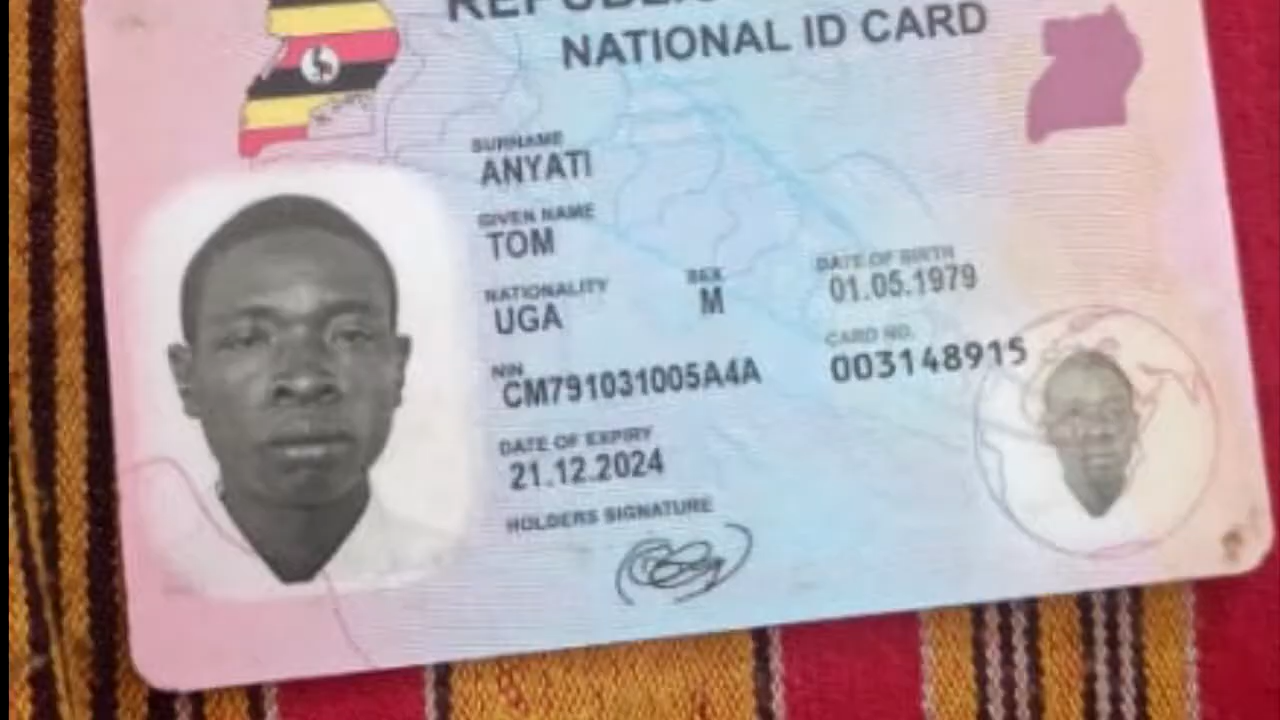 REPUBLIC
NATIONAL ID CARD
SURNAME
ANYATI
GIVEN NAME
TOM
NATIONALITY
UGA
SEX
M
DATE OF BIRTH
01.05.1979
NIN
CM791031005A4A
CARD NO.
003148915
DATE OF EXPIRY
21.12.2024
HOLDERS SIGNATURE